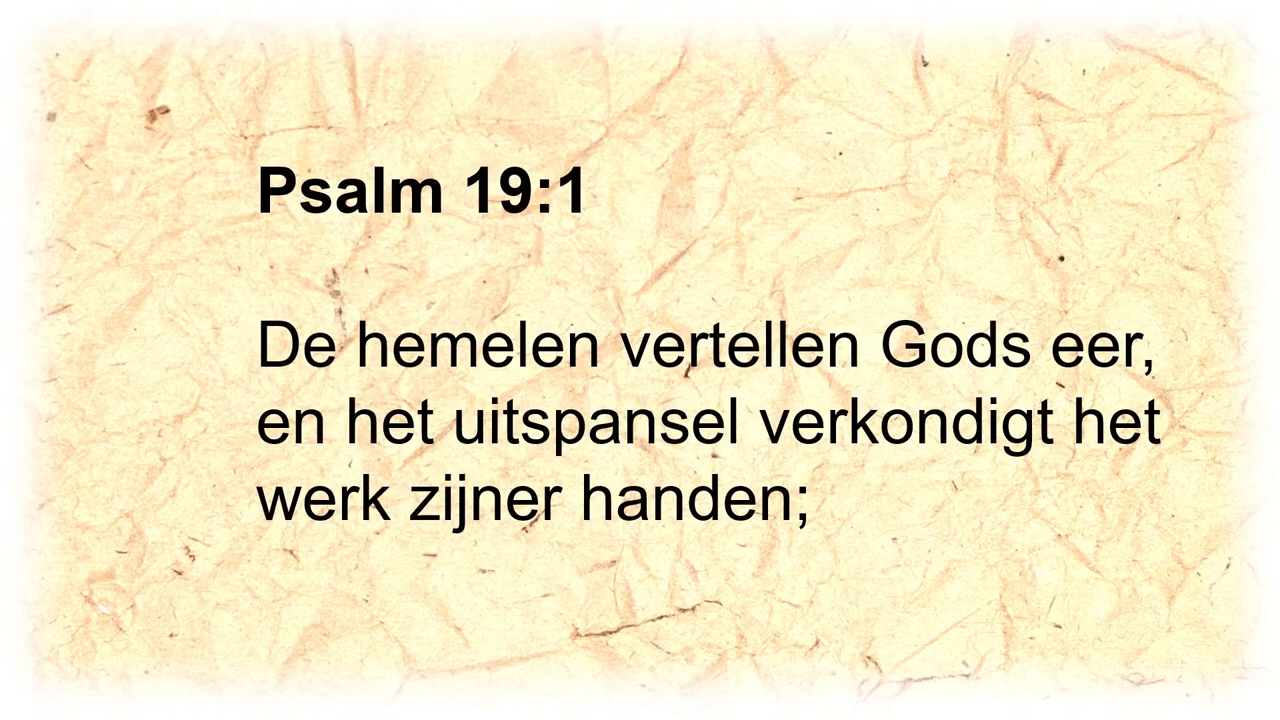 Psalm 19:1
De hemelen vertellen Gods eer,
en het uitspansel verkondigt het
werk zijner handen;